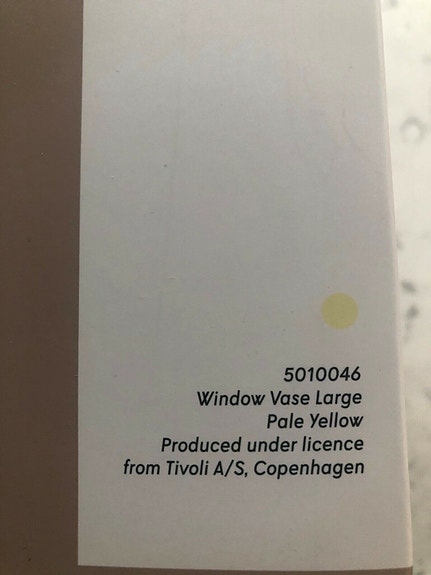 5010046
Window Vase Large
Pale Yellow
Produced under licence
from Tivoli A/S, Copenhagen